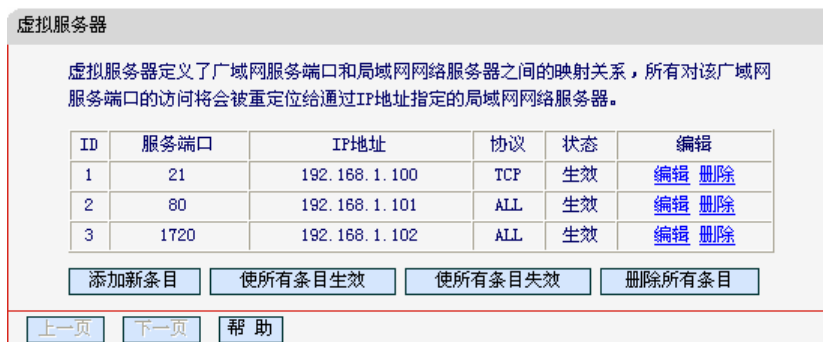 虚拟服务器
虚拟服务器定义了广域网服务端口和局域网网络服务器之间的映射关系，所有对该广域网
服务端口的访问将会被重定位给通过IP地址指定的局域网网络服务器。
ID 服务端口 IP地址 协议 状态 编辑
1 21 192.168.1.100 TCP 生效 编辑 删除
2 80 192.168.1.101 ALL 生效 编辑 删除
3 1720 192.168.1.102 ALL 生效 编辑 删除
添加新条目 使所有条目生效 使所有条目失效 删除所有条目
上一页 下一页 帮 助